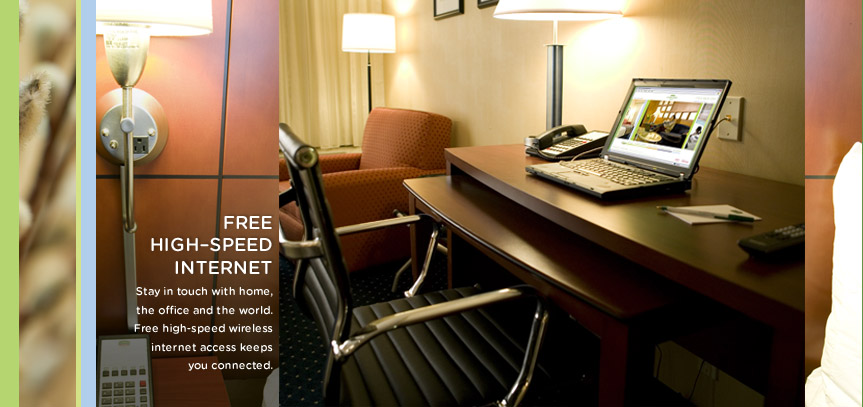 FREE
HIGH–SPEED
INTERNET
Stay in touch with home,
the office and the world.
Free high-speed wireless
internet access keeps
you connected.